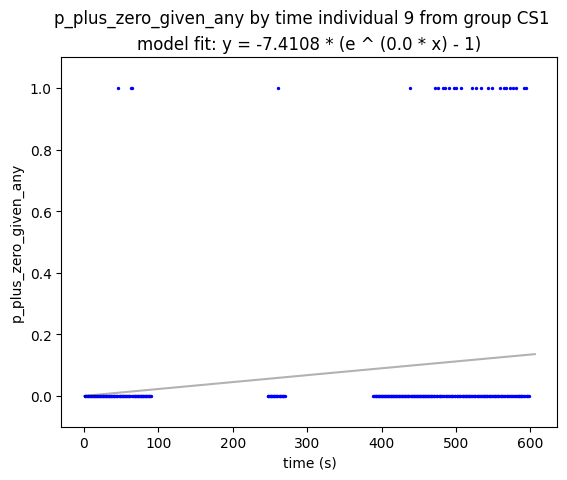 p_plus_zero_given_any by time individual 9 from group CS1
model fit: y = -7.4108 * (e ^ (0.0 * x) - 1)
1.0
0.8
0.6
0.4
0.2
0.0
p_plus_zero_given_any
0 100 200 300 400 500 600
time (s)